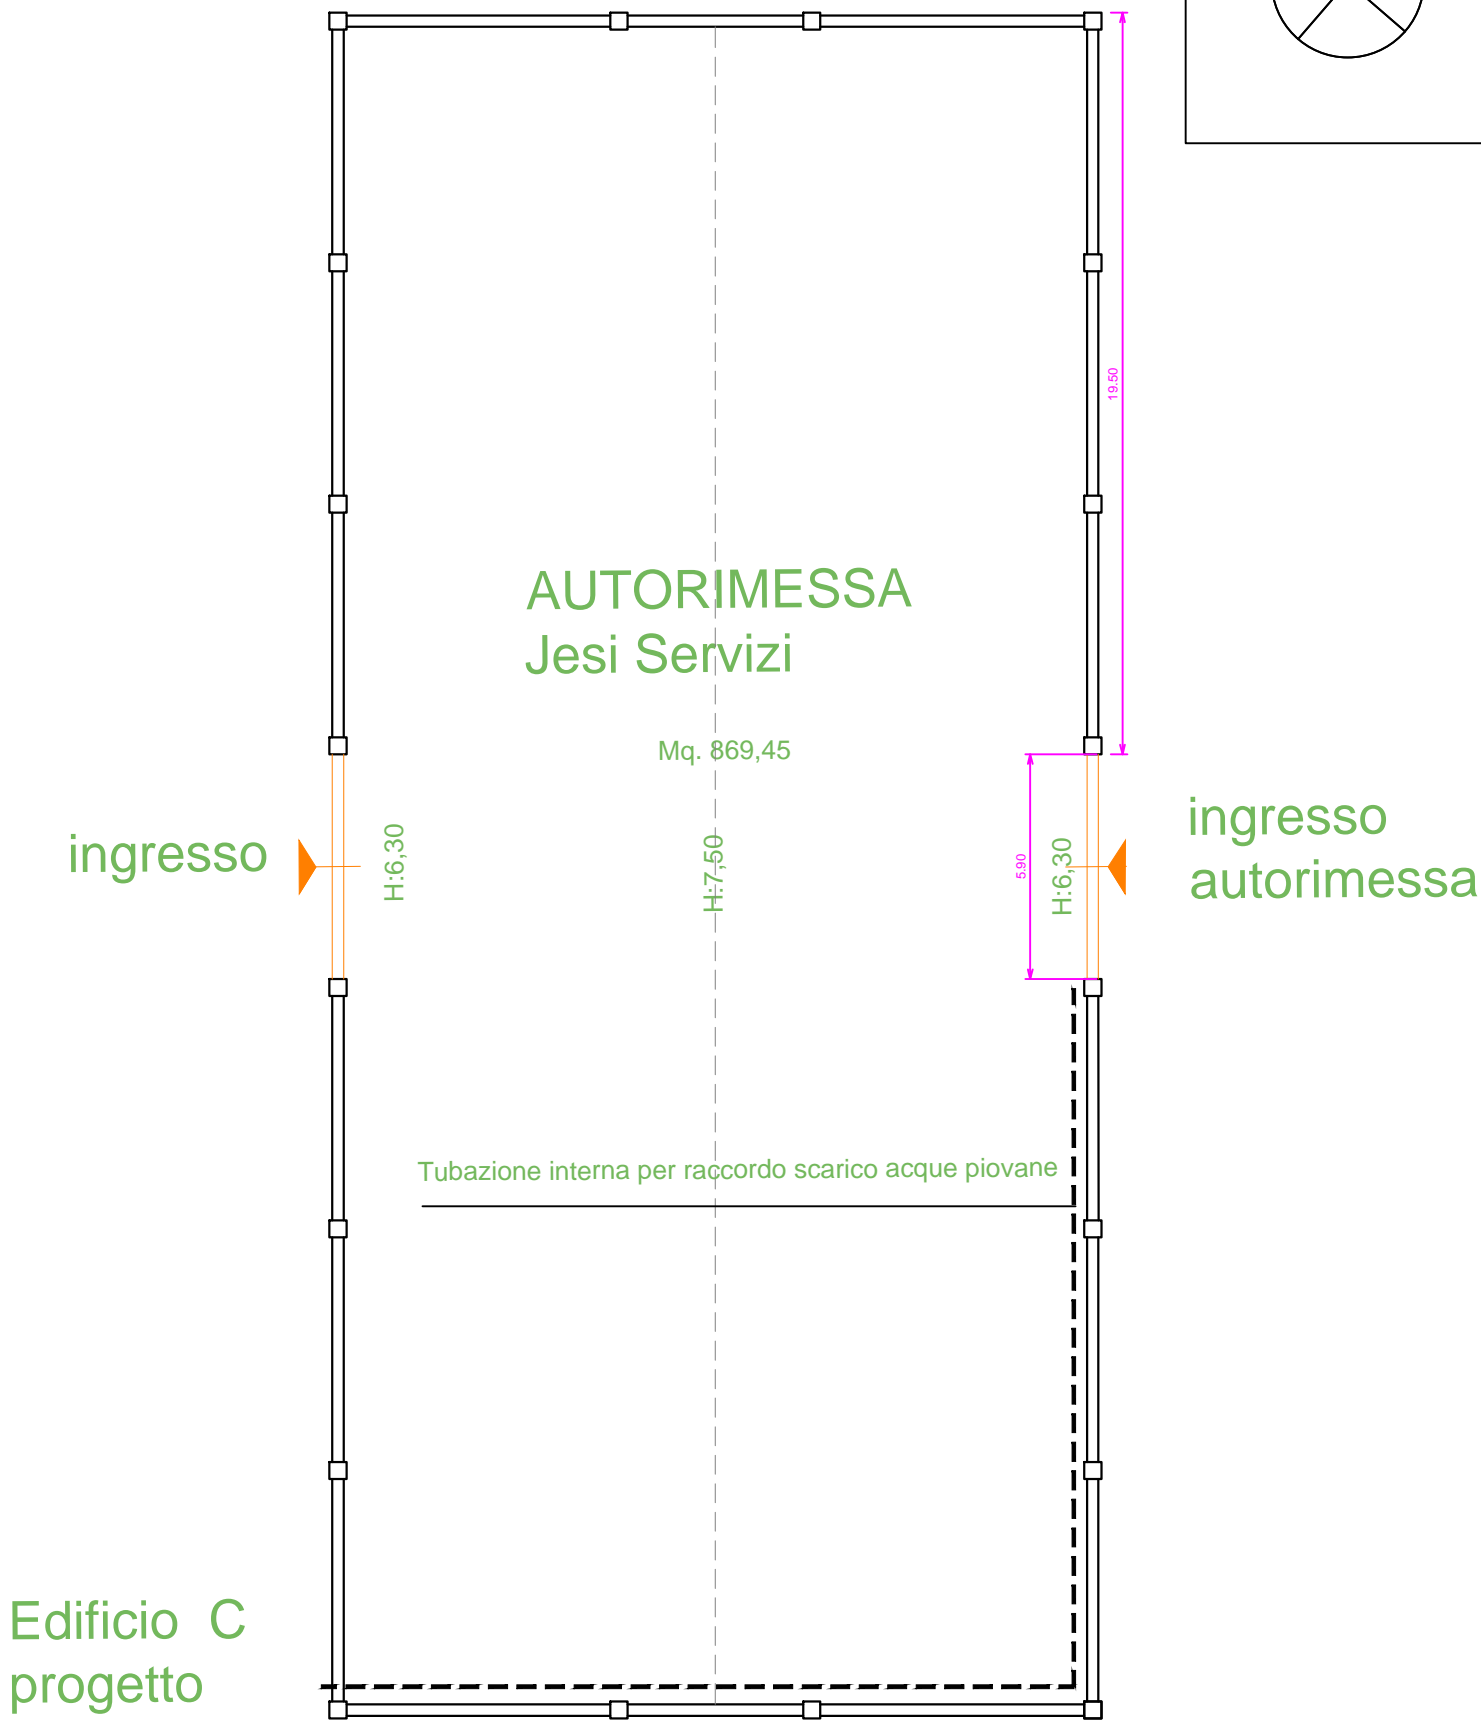 19.50
AUTORIMESSA
Jesi Servizi
Mq. 869,45
ingresso
H:6,30
H:7,50
5.90
H:6,30
ingresso
autorimessa
Tubazione interna per raccordo scarico acque piovane
Edificio C
progetto